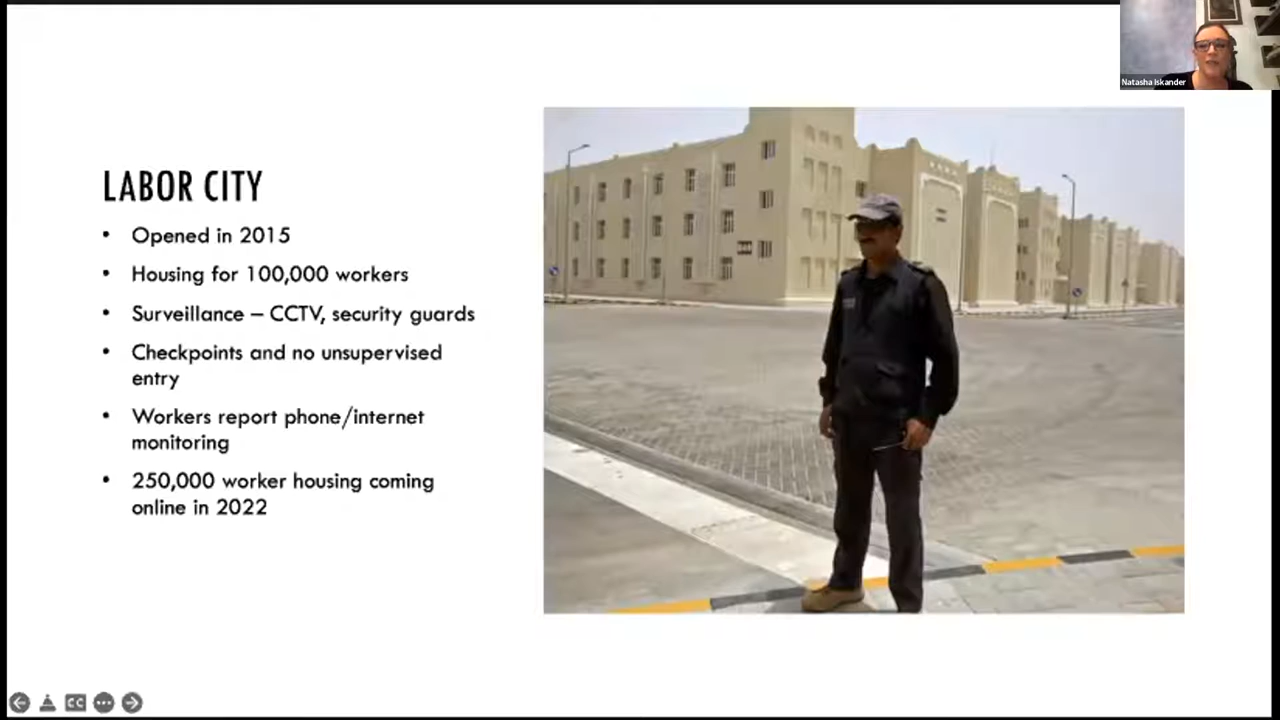 Natasha Iskander
LABOR CITY
• Opened in 2015
• Housing for 100,000 workers
• Surveillance – CCTV, security guards
• Checkpoints and no unsupervised
entry
• Workers report phone/internet
monitoring
• 250,000 worker housing coming
online in 2022
CC